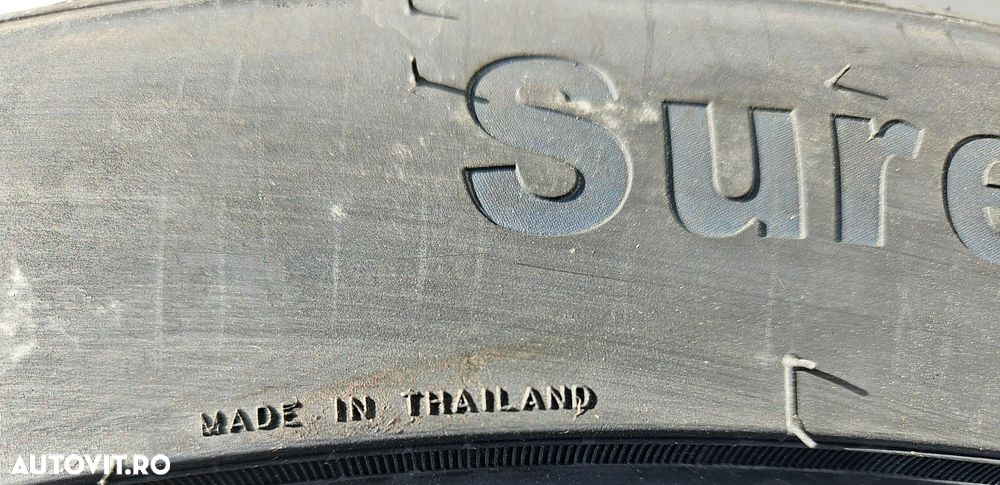 Sure
MADE IN THAILAND
AUTOVIT.RO